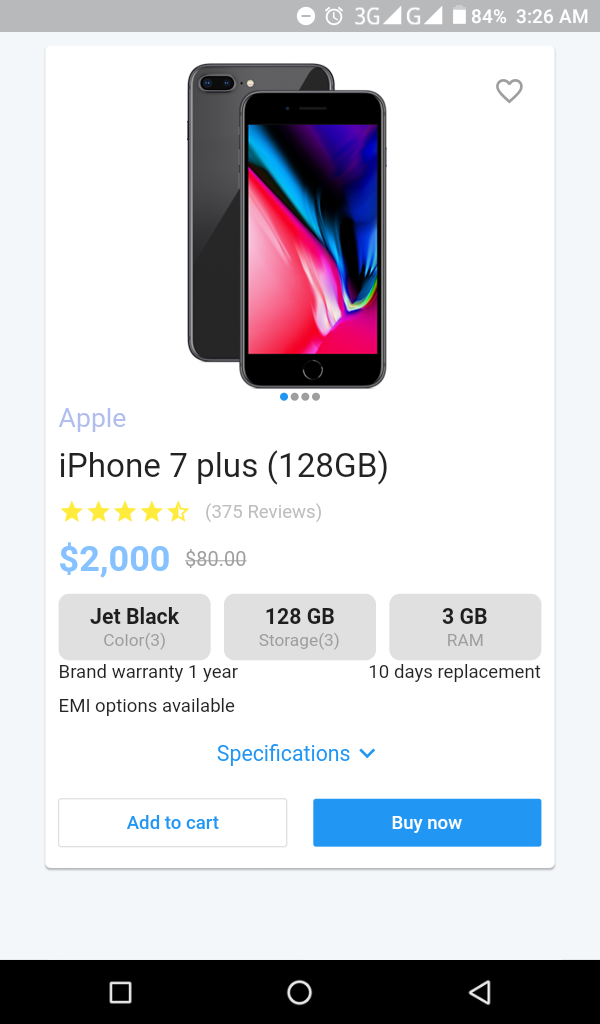 3G G 84% 3:26 AM
Apple
iPhone 7 plus (128GB)
(375 Reviews)
$2,000 $80.00
Jet Black 128 GB 3 GB
Color(3) Storage(3) RAM
Brand warranty 1 year 10 days replacement
EMI options available
Specifications
Add to cart Buy now